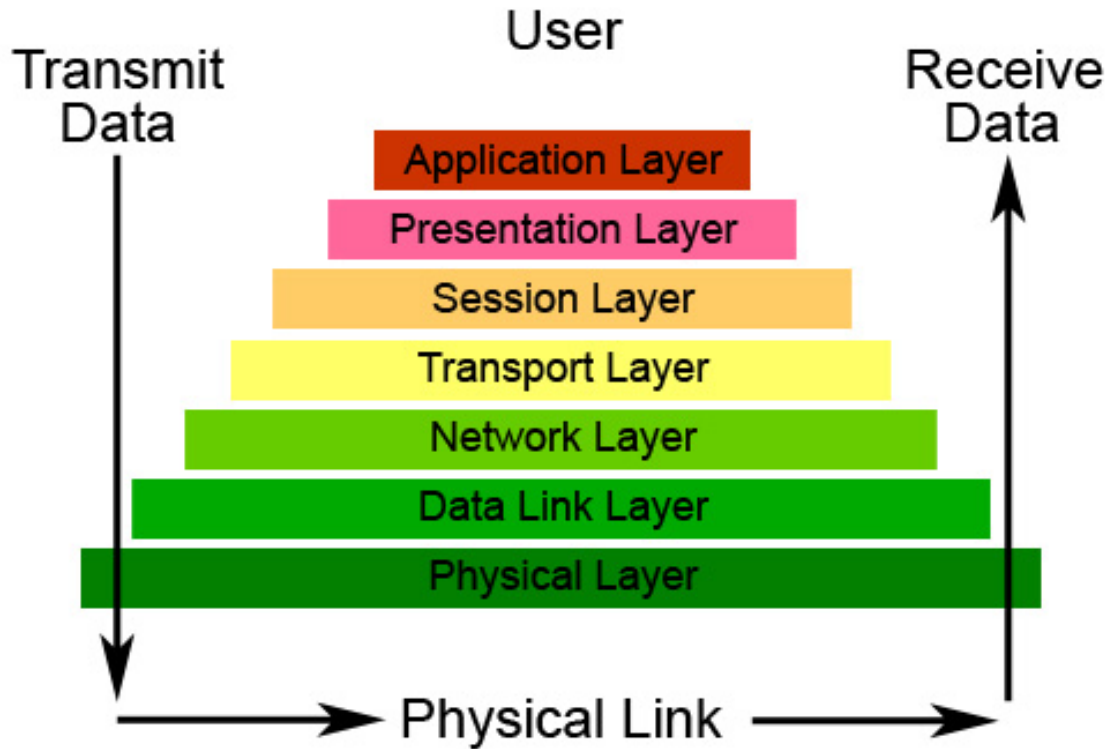 User
Transmit
Data
Receive
Data
Application Layer
Presentation Layer
Session Layer
Transport Layer
Network Layer
Data Link Layer
Physical Layer
Physical Link